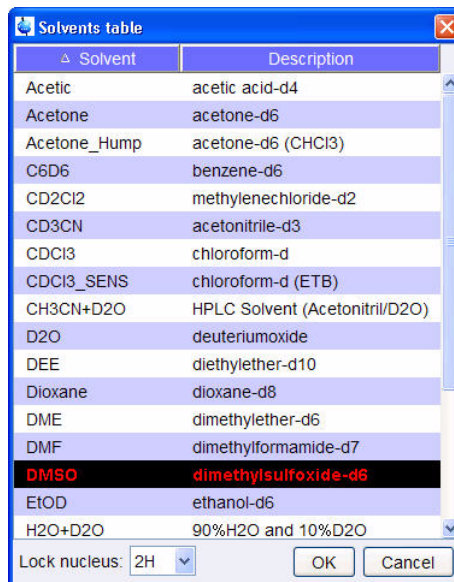 Solvents table
Solvent Description
Acetic acetic acid-d4
Acetone acetone-d6
Acetone_Hump acetone-d6 (CHCl3)
C6D6 benzene-d6
CD2Cl2 methylenechloride-d2
CD3CN acetonitrile-d3
CDCl3 chloroform-d
CDCl3_SENS chloroform-d (ETB)
CH3CN+D2O HPLC Solvent (Acetonitril/D2O)
D2O deuteriumoxide
DEE diethylether-d10
Dioxane dioxane-d8
DME dimethylether-d6
DMF dimethylformamide-d7
DMSO dimethylsulfoxide-d6
EtOD ethanol-d6
H2O+D2O 90%H2O and 10%D2O
Lock nucleus: 2H OK Cancel